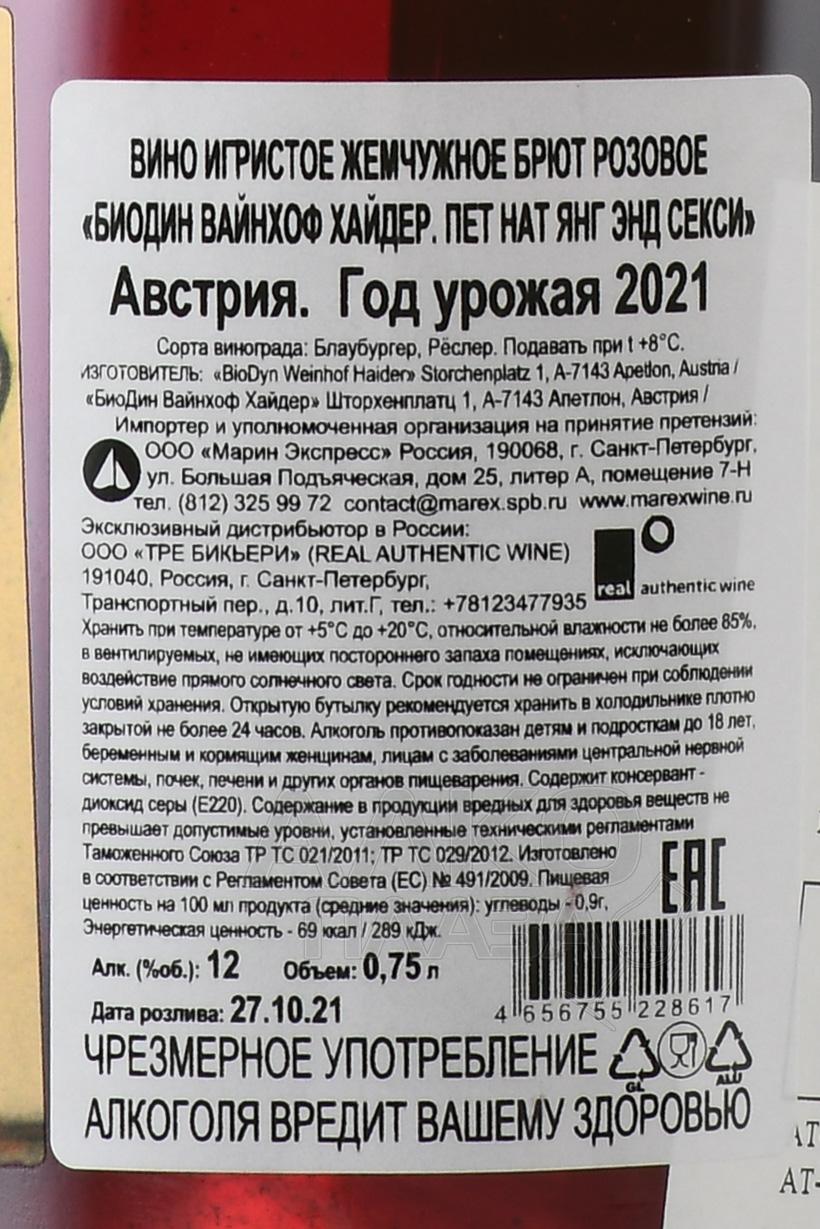 ВИНО ИГРИСТОЕ ЖЕМЧУЖНОЕ БРЮТ РОЗОВОЕ
«БИОДИН ВАЙНХОФ ХАЙДЕР. ПЕТ НАТ ЯНГ ЭНД СЕКСИ»
Австрия. Год урожая 2021
Сорта винограда: Блаубургер, Рёслер. Подавать при t +8°С.
ИЗГОТОВИТЕЛЬ: «BioDyn Weinhof Haider» Storchenplatz 1, A-7143 Apetlon, Austria /
«БиоДин Вайнхоф Хайдер» Шторхенплатц 1, А-7143 Апетлон, Австрия /
Импортер и уполномоченная организация на принятие претензий:
ООО «Марин Экспресс» Россия, 190068, г. Санкт-Петербург,
ул. Большая Подъяческая, дом 25, литер А, помещение 7-Н
тел. (812) 325 99 72 contact@marex.spb.ru www.marexwine.ru
Эксклюзивный дистрибьютор в России:
ООО «ТРЕ БИКЬЕРИ» (REAL AUTHENTIC WINE)
191040, Россия, г. Санкт-Петербург,
real authentic wine
Транспортный пер., д.10, лит.Г, тел.: +78123477935
Хранить при температуре от +5°С до +20°С, относительной влажности не более 85%,
в вентилируемых, не имеющих постороннего запаха помещениях, исключающих
воздействие прямого солнечного света. Срок годности не ограничен при соблюдении
условий хранения. Открытую бутылку рекомендуется хранить в холодильнике плотно
закрытой не более 24 часов. Алкоголь противопоказан детям и подросткам до 18 лет,
беременным и кормящим женщинам, лицам с заболеваниями центральной нервной
системы, почек, печени и других органов пищеварения. Содержит консервант -
диоксид серы (Е220). Содержание в продукции вредных для здоровья веществ не
превышает допустимые уровни, установленные техническими регламентами
Таможенного Союза ТР ТС 021/2011; ТР ТС 029/2012. Изготовлено
в соответствии с Регламентом Совета (ЕС) № 491/2009. Пищевая
ценность на 100 мл продукта (средние значения): углеводы - 0,9г,
Энергетическая ценность - 69 ккал / 289 кДж.
ЕАС
Алк. (%об.): 12 Объем: 0,75 л
Дата розлива: 27.10.21
4 656755 228617
ЧРЕЗМЕРНОЕ УПОТРЕБЛЕНИЕ
GL ALU
АЛКОГОЛЯ ВРЕДИТ ВАШЕМУ ЗДОРОВЬЮ